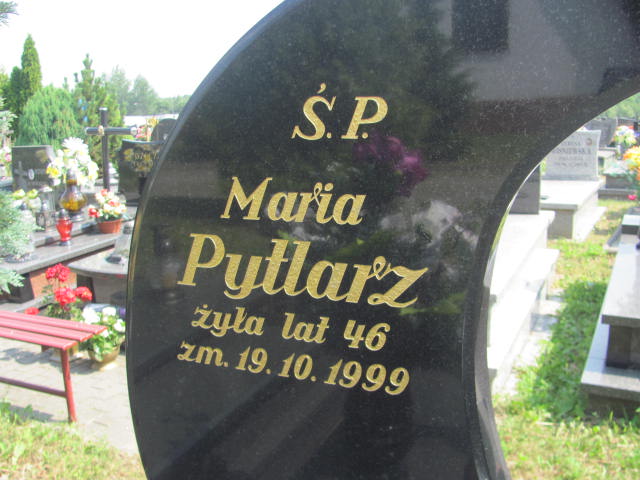 Ś.P.
Maria
Pytlarz
żyła lat 46
zm. 19.10.1999